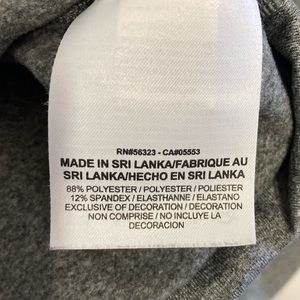 RN#56323 - CA#05553
MADE IN SRI LANKA/FABRIQUE AU
SRI LANKA/HECHO EN SRI LANKA
88% POLYESTER / POLYESTER / POLIESTER
12% SPANDEX / ELASTHANNE / ELASTANO
EXCLUSIVE OF DECORATION / DECORATION
NON COMPRISE / NO INCLUYE LA
DECORACION